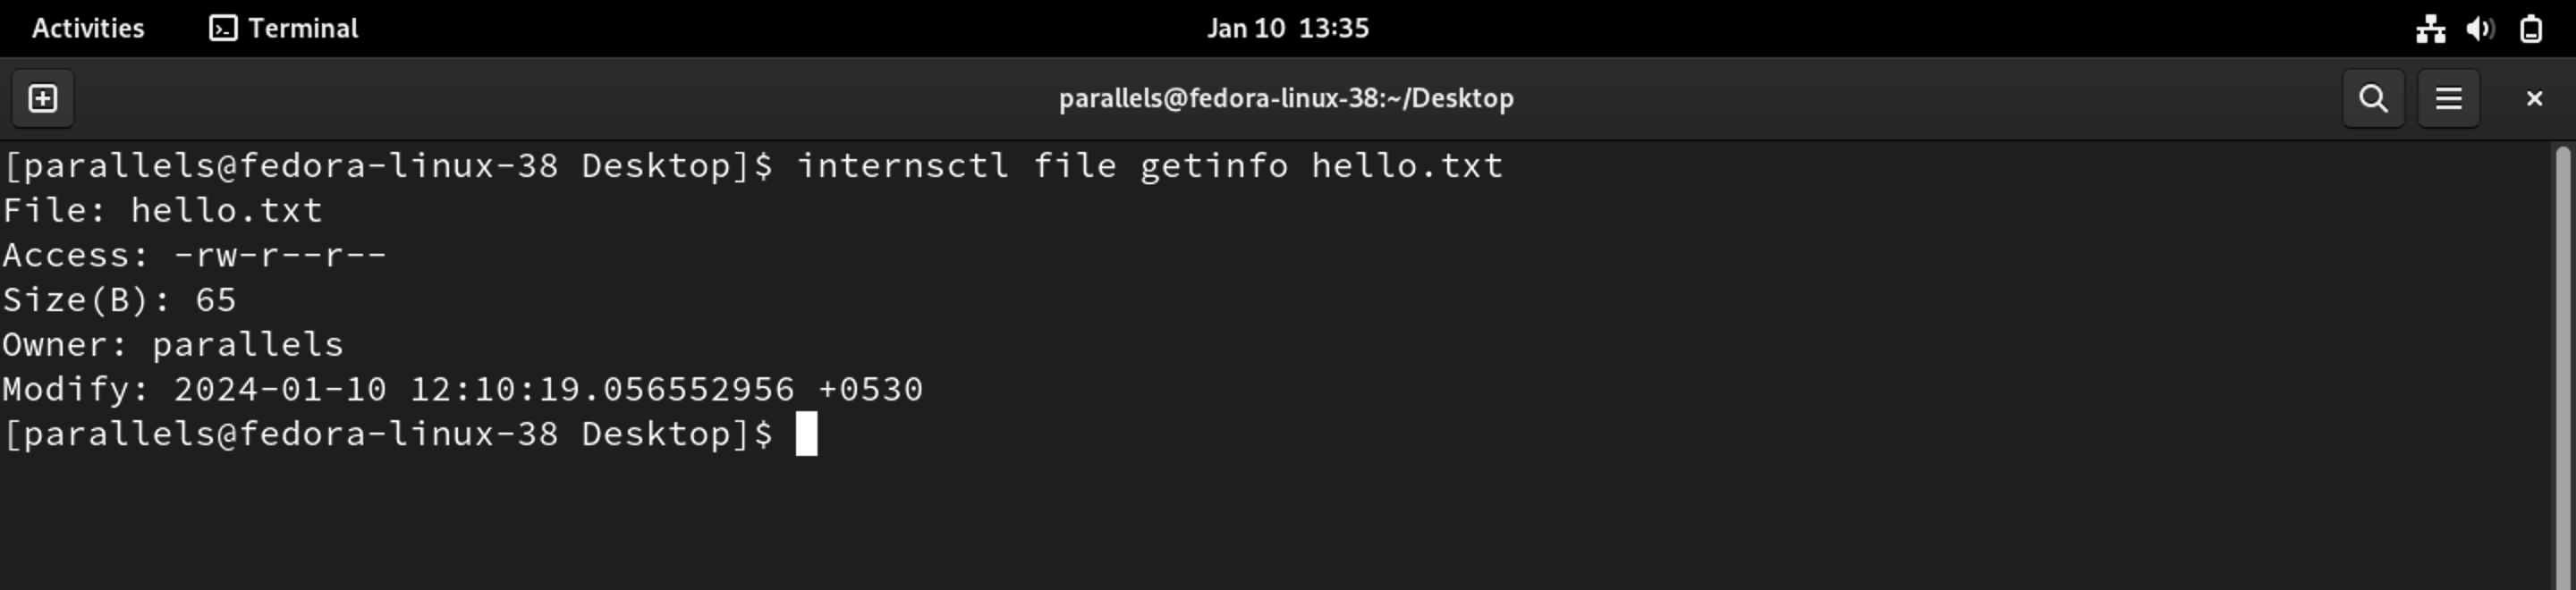 Activities Terminal Jan 10 13:35
parallels@fedora-linux-38:~/Desktop
[parallels@fedora-linux-38 Desktop]$ internsctl file getinfo hello.txt
File: hello.txt
Access: -rw-r--r--
Size(B): 65
Owner: parallels
Modify: 2024-01-10 12:10:19.056552956 +0530
[parallels@fedora-linux-38 Desktop]$